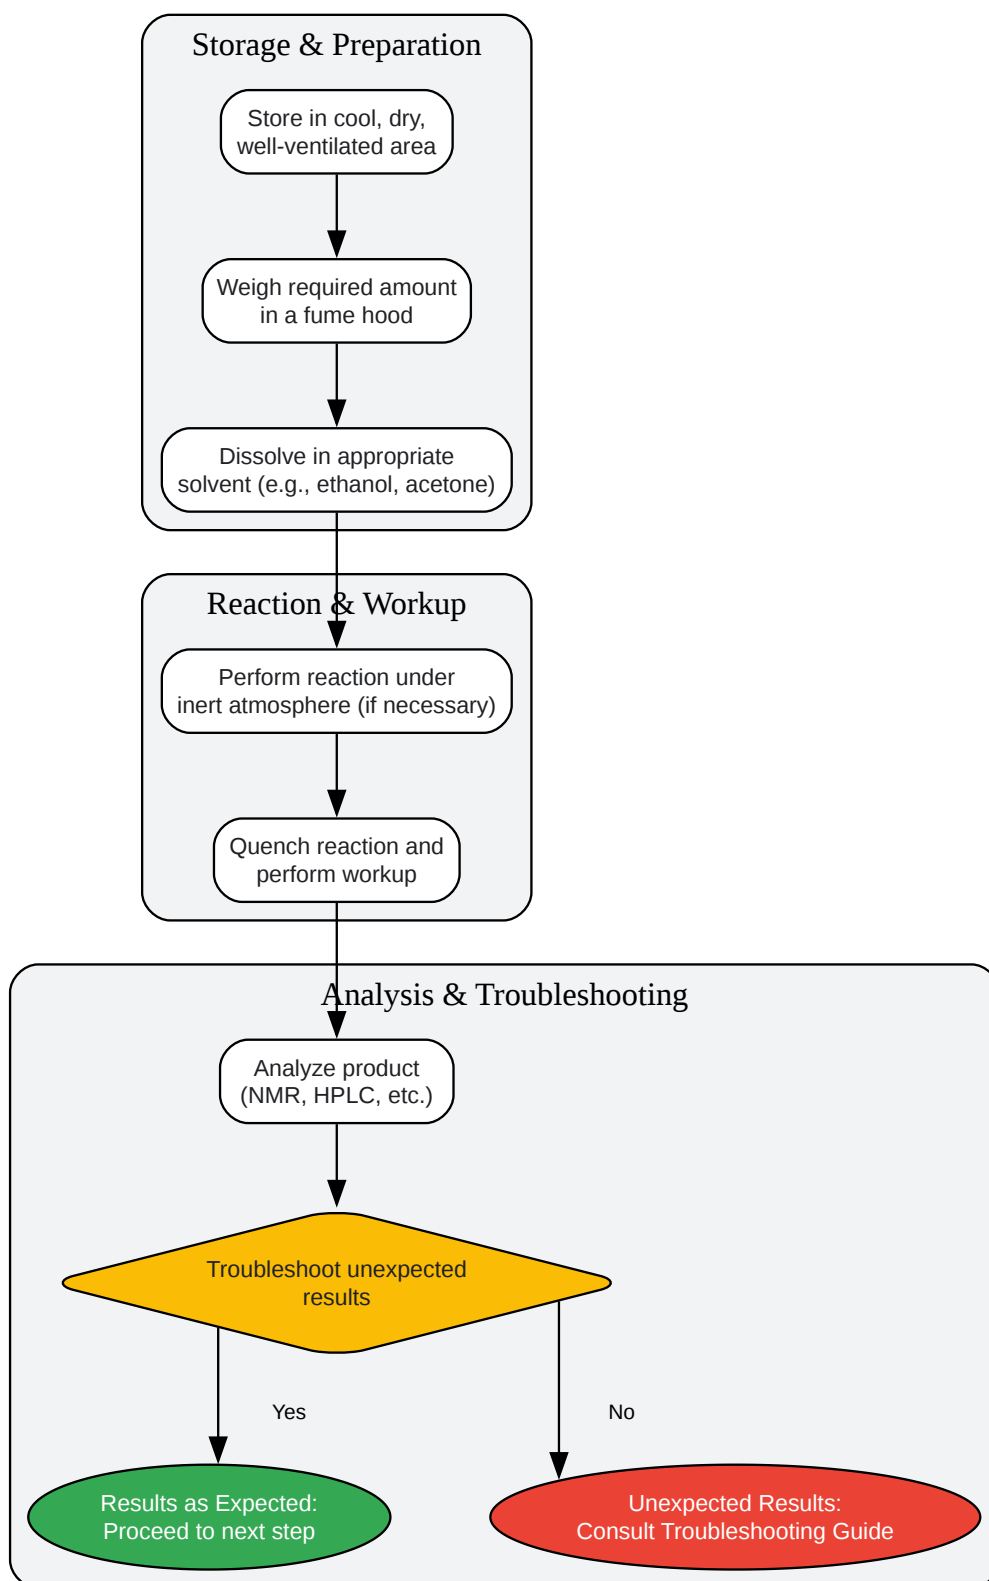 Storage & Preparation
Store in cool, dry,
well-ventilated area
Weigh required amount
in a fume hood
Dissolve in appropriate
solvent (e.g., ethanol, acetone)
Reaction & Workup
Perform reaction under
inert atmosphere (if necessary)
Quench reaction and
perform workup
Analysis & Troubleshooting
Analyze product
(NMR, HPLC, etc.)
Troubleshoot unexpected
results
Yes
No
Results as Expected:
Proceed to next step
Unexpected Results:
Consult Troubleshooting Guide